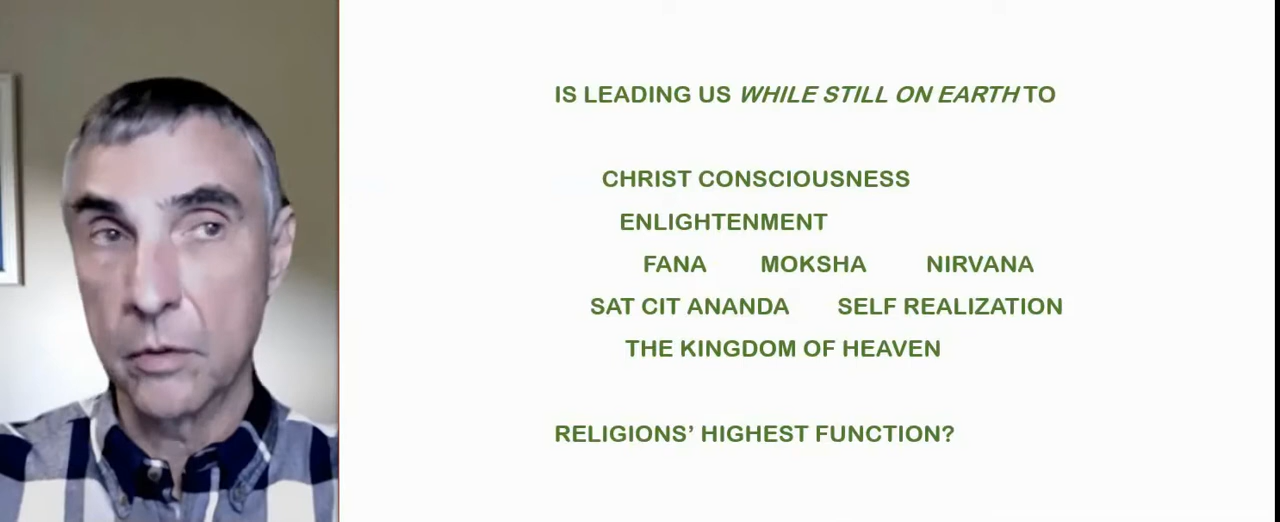 IS LEADING US WHILE STILL ON EARTH TO
CHRIST CONSCIOUSNESS
ENLIGHTENMENT
FANA MOKSHA NIRVANA
SAT CIT ANANDA SELF REALIZATION
THE KINGDOM OF HEAVEN
RELIGIONS’ HIGHEST FUNCTION?